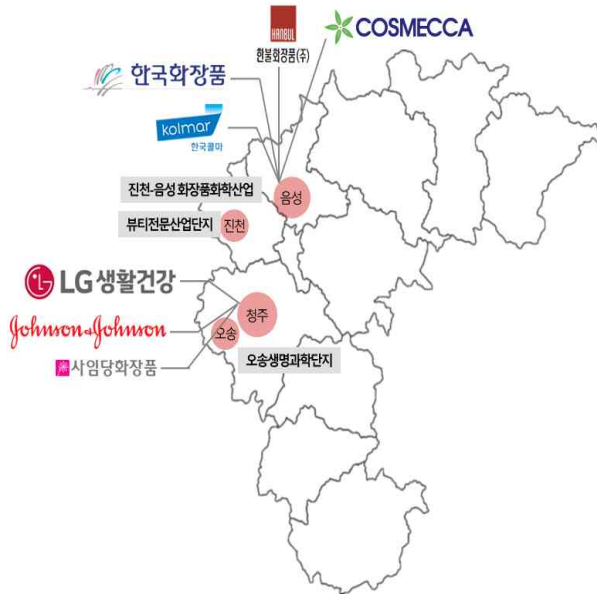 HANBUL
한불화장품(주)
COSMECCA
한국화장품
kolmar
한국콜마
진천-음성 화장품화학산업
음성
뷰티전문산업단지
진천
LG 생활건강
청주
Johnson & Johnson
오송
사임당화장품
오송생명과학단지